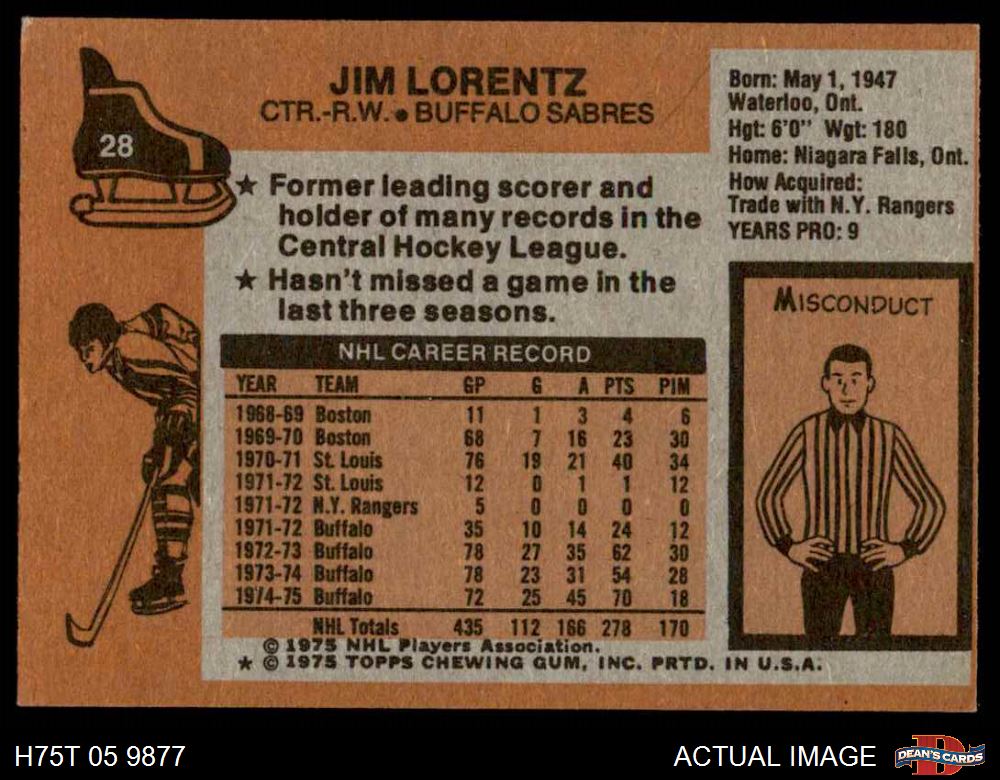 28
JIM LORENTZ
CTR.-R.W. ● BUFFALO SABRES
★ Former leading scorer and
holder of many records in the
Central Hockey League.
★ Hasn't missed a game in the
last three seasons.
Born: May 1, 1947
Waterloo, Ont.
Hgt: 6'0" Wgt: 180
Home: Niagara Falls, Ont.
How Acquired:
Trade with N.Y. Rangers
YEARS PRO: 9
MISCONDUCT
NHL CAREER RECORD
YEAR TEAM GP G A PTS PIM
1968-69 Boston 11 1 3 4 6
1969-70 Boston 68 7 16 23 30
1970-71 St. Louis 76 19 21 40 34
1971-72 St. Louis 12 0 1 1 12
1971-72 N.Y. Rangers 5 0 0 0 0
1971-72 Buffalo 35 10 14 24 12
1972-73 Buffalo 78 27 35 62 30
1973-74 Buffalo 78 23 31 54 28
1974-75 Buffalo 72 25 45 70 18
NHL Totals 435 112 166 278 170
© 1975 NHL Players Association.
★ © 1975 TOPPS CHEWING GUM, INC. PRTD. IN U.S.A.
H75T 05 9877
ACTUAL IMAGE
D
DEAN'S CARDS